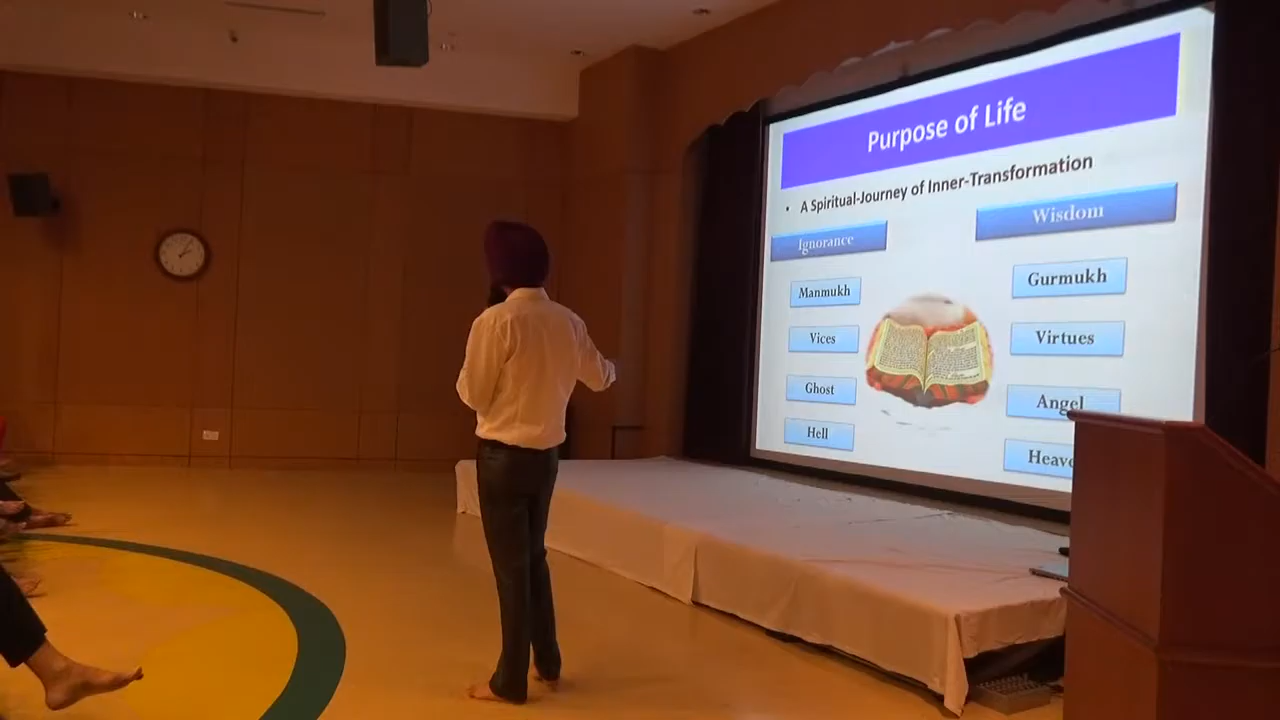 Purpose of Life
• A Spiritual-Journey of Inner-Transformation
Ignorance
Wisdom
Manmukh
Gurmukh
Vices
Virtues
Ghost
Angel
Hell